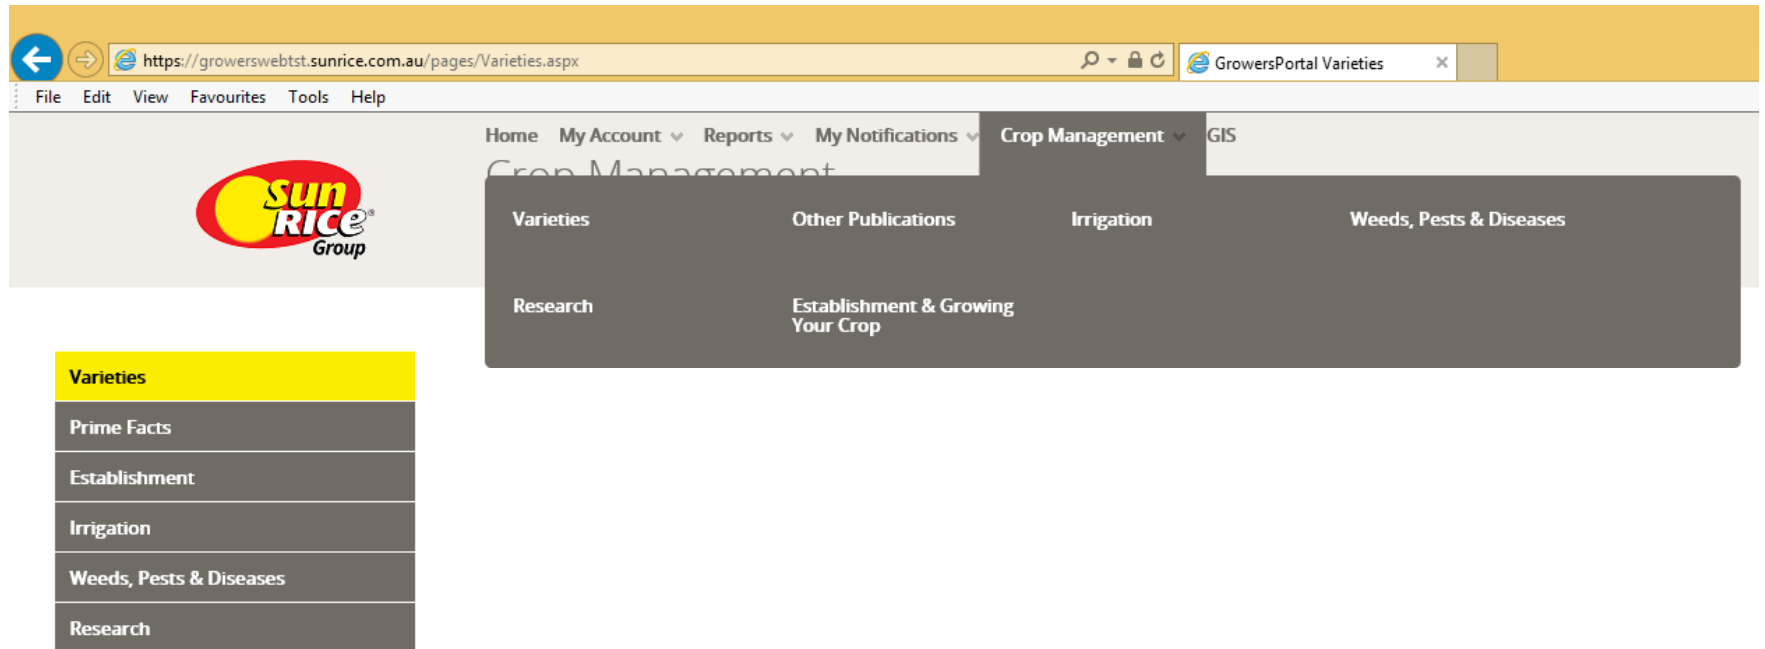 https://growerswebtst.sunrice.com.au/pages/Varieties.aspx
GrowersPortal Varieties
File Edit View Favourites Tools Help
Home My Account Reports My Notifications Crop Management GIS
Crop Management
Sun
RICE®
Group
Varieties Other Publications Irrigation Weeds, Pests & Diseases
Research Establishment & Growing
Your Crop
Varieties
Prime Facts
Establishment
Irrigation
Weeds, Pests & Diseases
Research